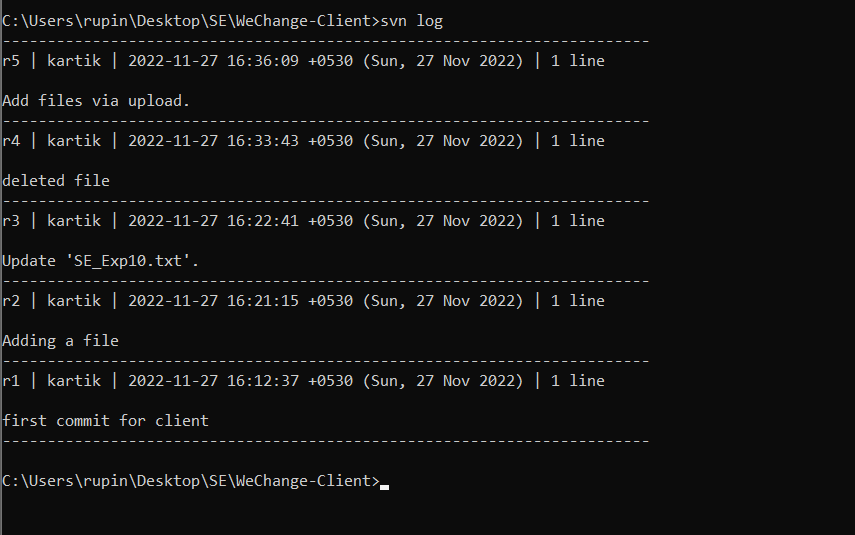 C:\Users\rupin\Desktop\SE\WeChange-Client>svn log
------------------------------------------------------------------------
r5 | kartik | 2022-11-27 16:36:09 +0530 (Sun, 27 Nov 2022) | 1 line
Add files via upload.
------------------------------------------------------------------------
r4 | kartik | 2022-11-27 16:33:43 +0530 (Sun, 27 Nov 2022) | 1 line
deleted file
------------------------------------------------------------------------
r3 | kartik | 2022-11-27 16:22:41 +0530 (Sun, 27 Nov 2022) | 1 line
Update 'SE_Exp10.txt'.
------------------------------------------------------------------------
r2 | kartik | 2022-11-27 16:21:15 +0530 (Sun, 27 Nov 2022) | 1 line
Adding a file
------------------------------------------------------------------------
r1 | kartik | 2022-11-27 16:12:37 +0530 (Sun, 27 Nov 2022) | 1 line
first commit for client
------------------------------------------------------------------------
C:\Users\rupin\Desktop\SE\WeChange-Client>